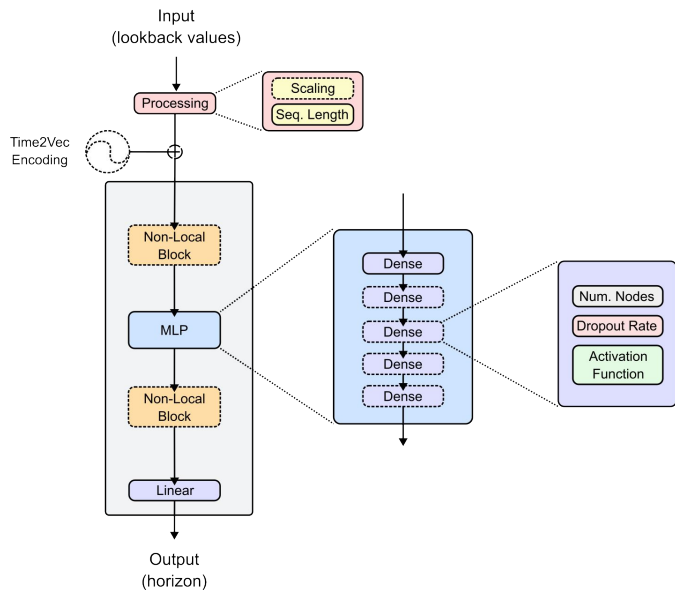 Input
(lookback values)
Processing
Scaling
Seq. Length
Time2Vec
Encoding
Non-Local
Block
MLP
Non-Local
Block
Linear
Output
(horizon)
Dense
Dense
Dense
Dense
Dense
Num. Nodes
Dropout Rate
Activation
Function